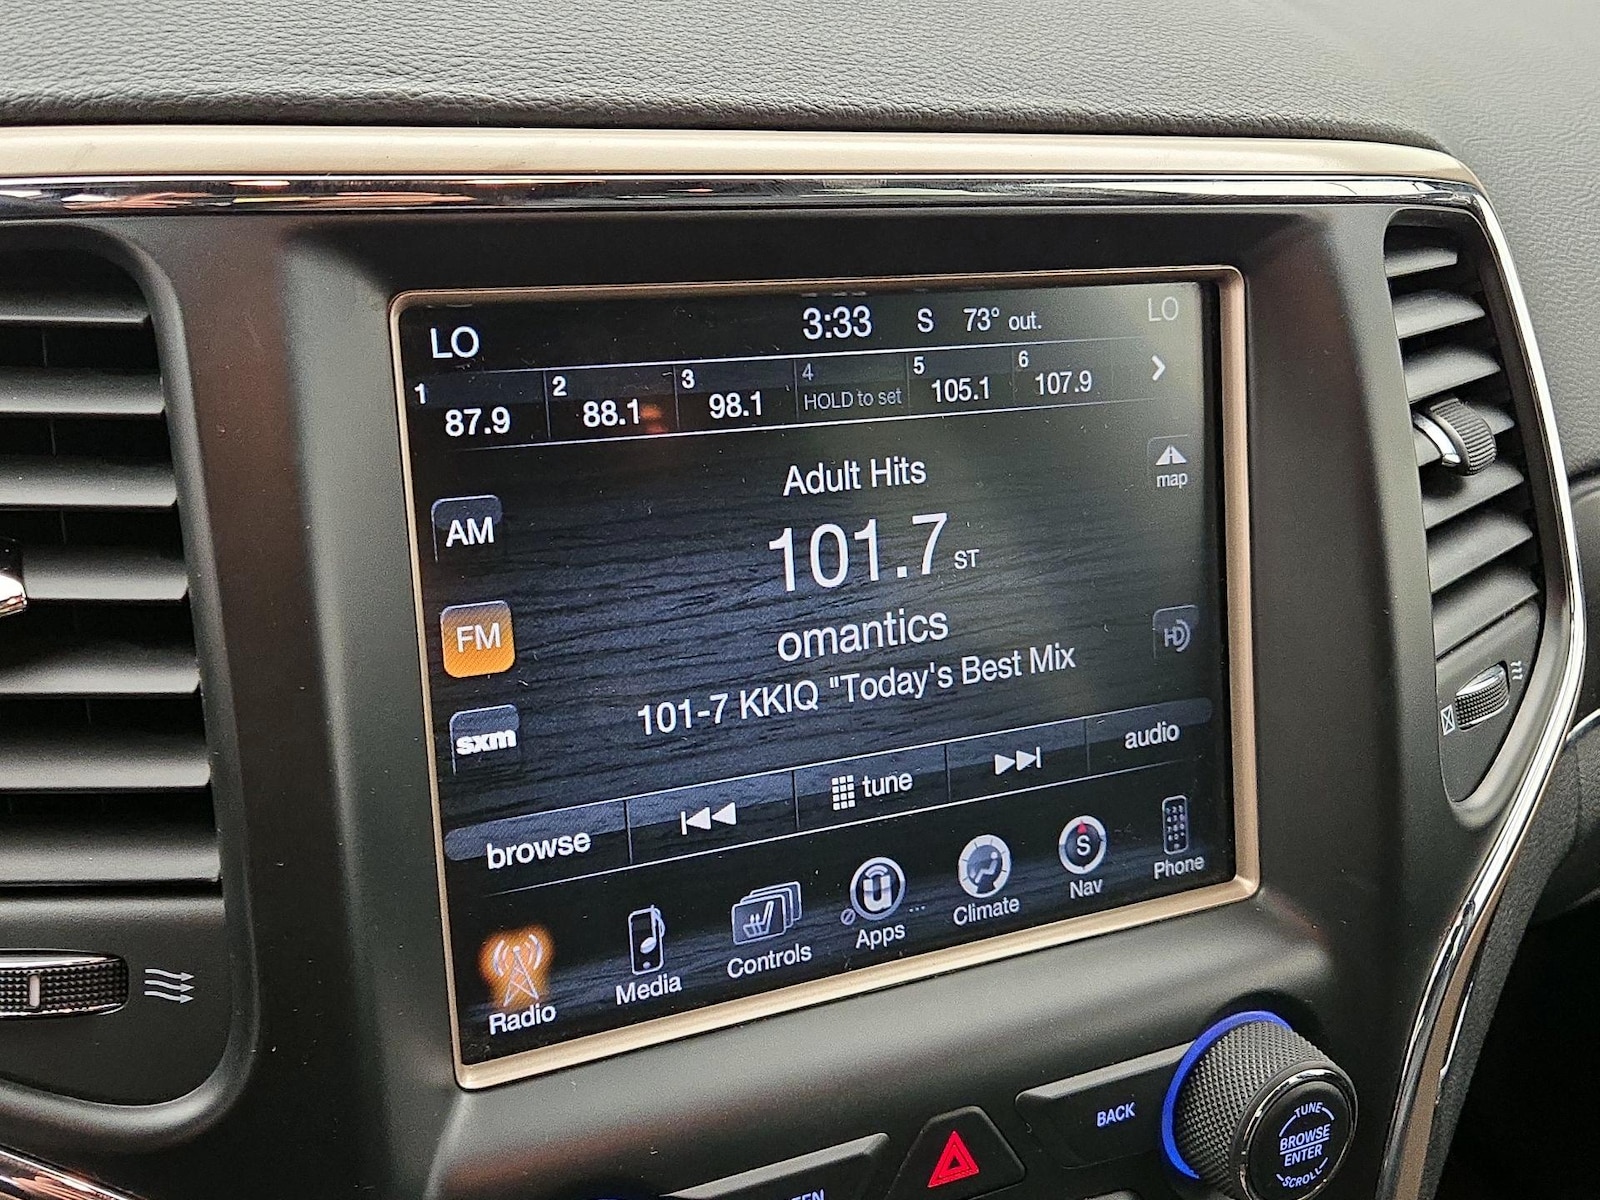 LO 3:33 S 73° out. LO
1 87.9 2 88.1 3 98.1 4 HOLD to set 5 105.1 6 107.9
Adult Hits
map
AM
101.7 ST
FM
omantics
HD
101-7 KKIQ "Today's Best Mix
sxm
browse tune audio
Radio Media Controls Apps Climate Nav Phone
S
BACK
TUNE
BROWSE
ENTER
SCROLL